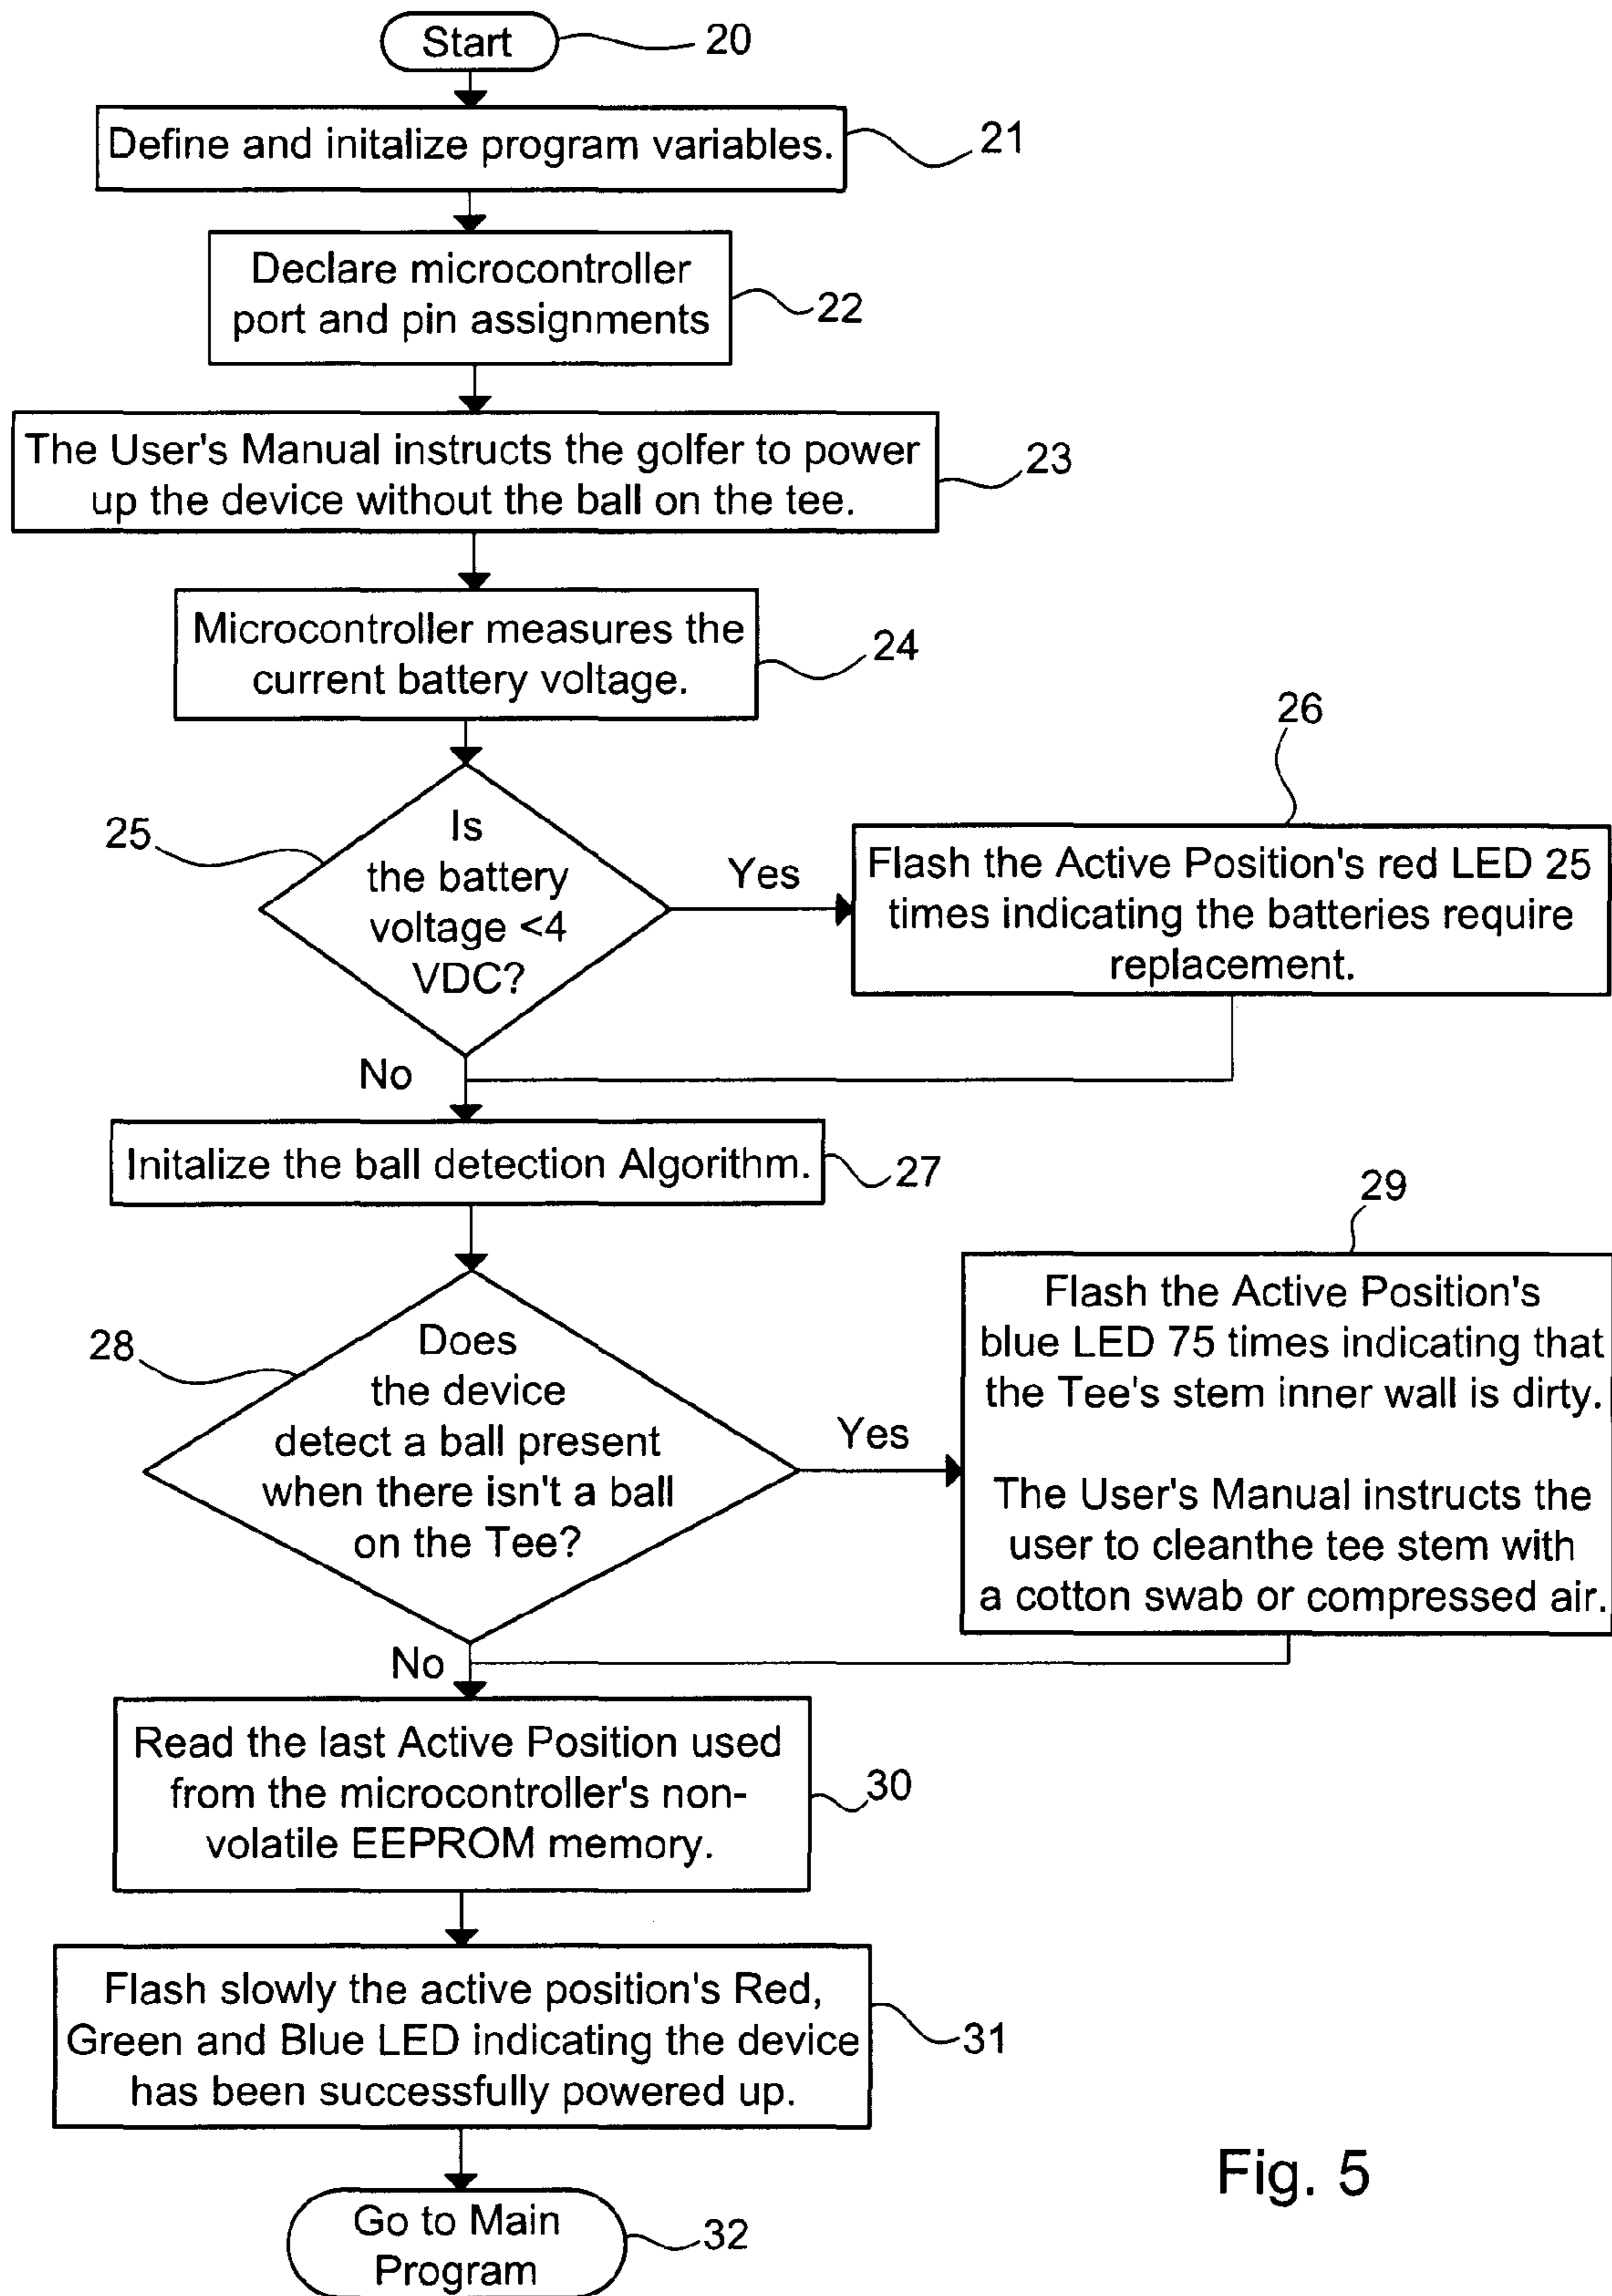 Start
20
Define and initalize program variables.
21
Declare microcontroller
port and pin assignments
22
The User's Manual instructs the golfer to power
up the device without the ball on the tee.
23
Microcontroller measures the
current battery voltage.
24
25
Is
the battery
voltage <4
VDC?
Yes
26
Flash the Active Position's red LED 25
times indicating the batteries require
replacement.
No
Initalize the ball detection Algorithm.
27
28
Does
the device
detect a ball present
when there isn't a ball
on the Tee?
Yes
29
Flash the Active Position's
blue LED 75 times indicating that
the Tee's stem inner wall is dirty.
The User's Manual instructs the
user to cleanthe tee stem with
a cotton swab or compressed air.
No
Read the last Active Position used
from the microcontroller's non-
volatile EEPROM memory.
30
Flash slowly the active position's Red,
Green and Blue LED indicating the device
has been successfully powered up.
31
Go to Main
Program
32
Fig. 5